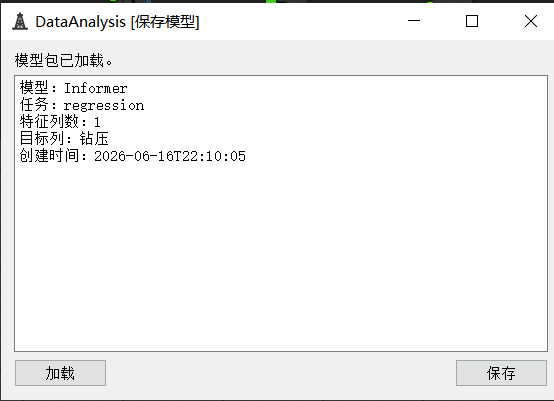 DataAnalysis [保存模型]
模型包已加载。
模型：Informer
任务：regression
特征列数：1
目标列：钻压
创建时间：2026-06-16T22:10:05
加载
保存